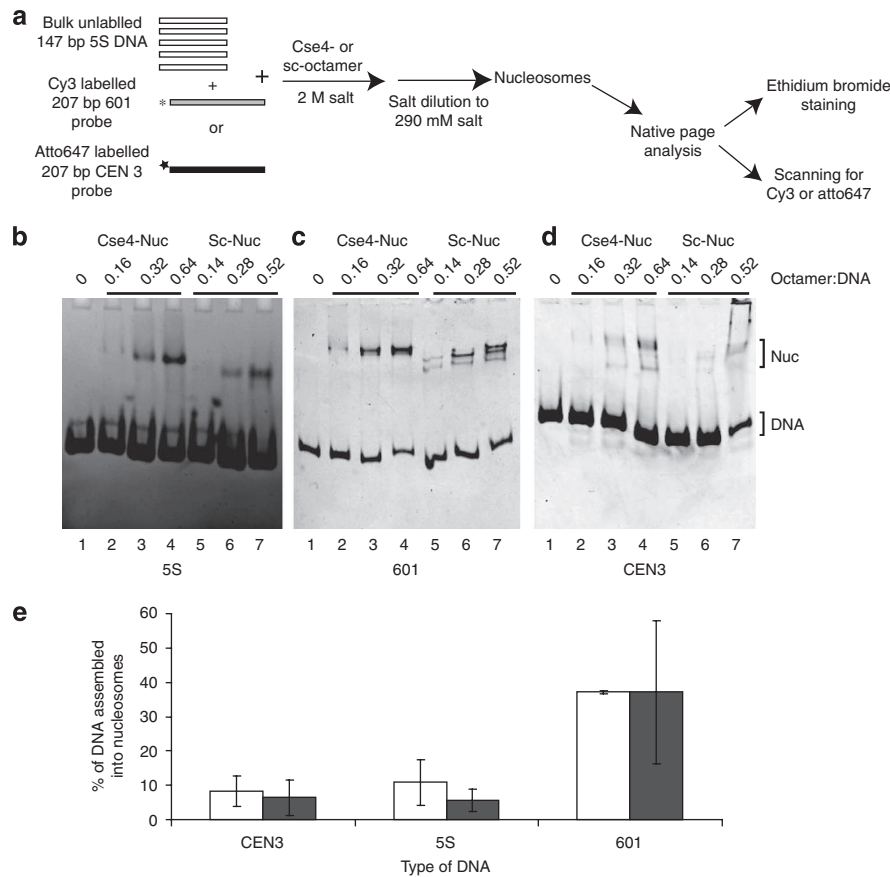 a
Bulk unlablled
147 bp 5S DNA
+
Cy3 labelled
207 bp 601
probe
*
or
Atto647 labelled
207 bp CEN 3
probe
+
Cse4- or
sc-octamer
2 M salt
Salt dilution to
290 mM salt
Nucleosomes
Native page
analysis
Ethidium bromide
staining
Scanning for
Cy3 or atto647
b
Cse4-Nuc Sc-Nuc
0 0.16 0.32 0.64 0.14 0.28 0.52
1 2 3 4 5 6 7
5S
c
Cse4-Nuc Sc-Nuc
0 0.16 0.32 0.64 0.14 0.28 0.52
1 2 3 4 5 6 7
601
d
Cse4-Nuc Sc-Nuc
0 0.16 0.32 0.64 0.14 0.28 0.52
Octamer:DNA
Nuc
DNA
1 2 3 4 5 6 7
CEN3
e
% of DNA assembled
into nucleosomes
60
50
40
30
20
10
0
CEN3 5S 601
Type of DNA